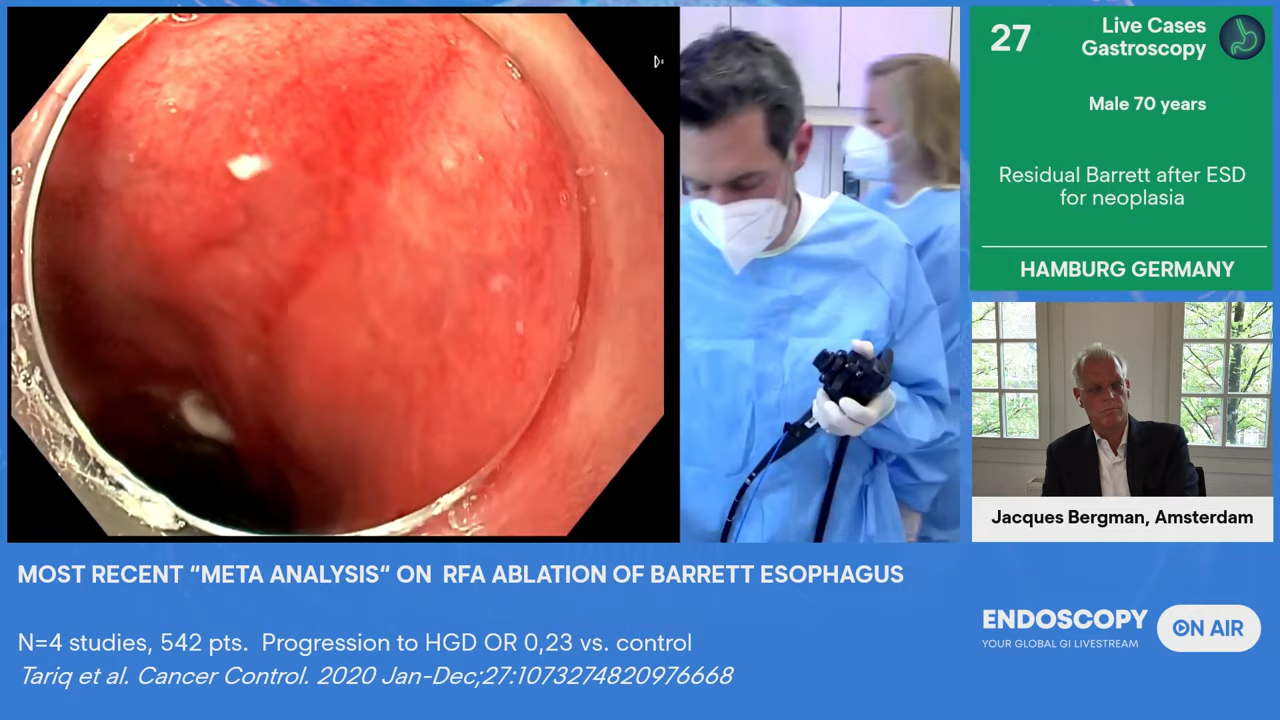 27
Live Cases
Gastroscopy
Male 70 years
Residual Barrett after ESD
for neoplasia
HAMBURG GERMANY
Jacques Bergman, Amsterdam
MOST RECENT “META ANALYSIS“ ON  RFA ABLATION OF BARRETT ESOPHAGUS
N=4 studies, 542 pts.  Progression to HGD OR 0,23 vs. control
Tariq et al. Cancer Control. 2020 Jan-Dec;27:1073274820976668
ENDOSCOPY
YOUR GLOBAL GI LIVESTREAM
ON AIR